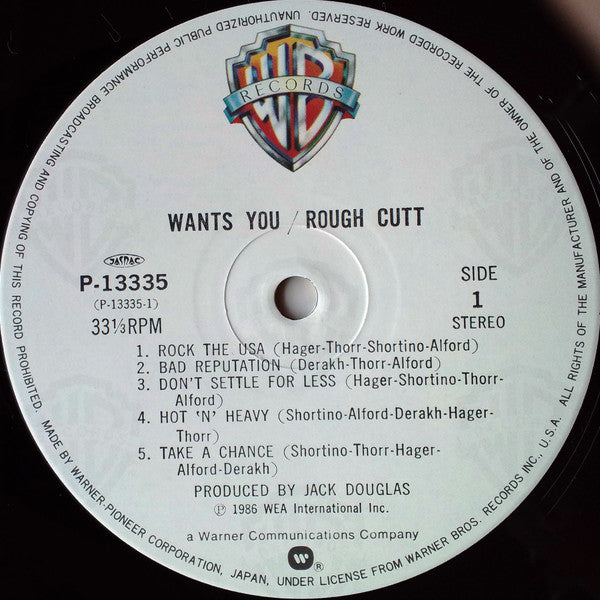 WB
RECORDS
WANTS YOU / ROUGH CUTT
JASRAC
P-13335
(P-13335-1)
33⅓RPM
SIDE
1
STEREO
1. ROCK THE USA (Hager-Thorr-Shortino-Alford)
2. BAD REPUTATION (Derakh-Thorr-Alford)
3. DON'T SETTLE FOR LESS (Hager-Shortino-Thorr-
Alford)
4. HOT 'N' HEAVY (Shortino-Alford-Derakh-Hager-
Thorr)
5. TAKE A CHANCE (Shortino-Thorr-Hager-
Alford-Derakh)
PRODUCED BY JACK DOUGLAS
℗ 1986 WEA International Inc.
a Warner Communications Company
W®
MADE BY WARNER-PIONEER CORPORATION, JAPAN, UNDER LICENSE FROM WARNER BROS. RECORDS INC., U.S.A. ALL RIGHTS OF THE MANUFACTURER AND OF THE OWNER OF THE RECORDED WORK RESERVED. UNAUTHORIZED PUBLIC PERFORMANCE BROADCASTING AND COPYING OF THIS RECORD PROHIBITED.